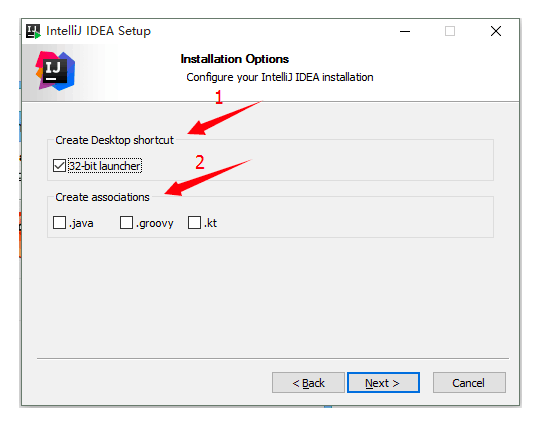 IntelliJ IDEA Setup
IJ
Installation Options
Configure your IntelliJ IDEA installation
1
Create Desktop shortcut
32-bit launcher
2
Create associations
.java .groovy .kt
< Back Next > Cancel